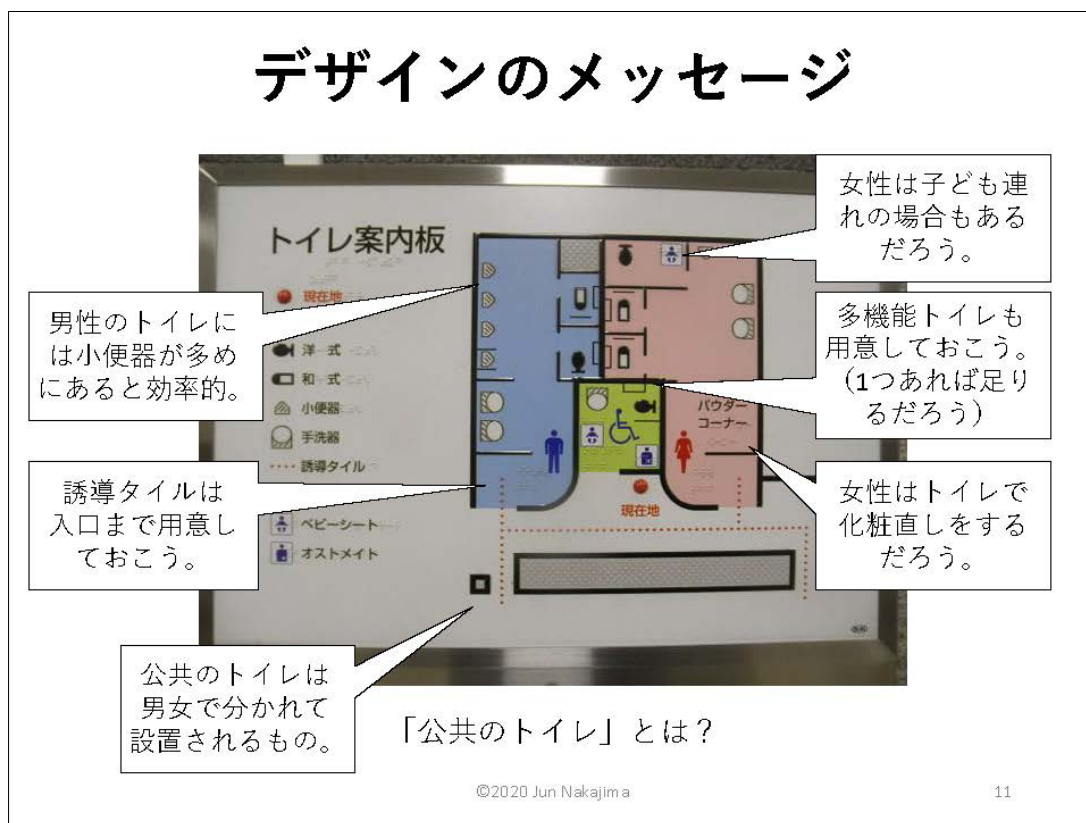 デザインのメッセージ
トイレ案内板
現在地
洋 式
和 式
小便器
手洗器
誘導タイル
ベビーシート
オストメイト
パウダー
コーナー
現在地
男性のトイレに
は小便器が多め
にあると効率的。
誘導タイルは
入口まで用意し
ておこう。
公共のトイレは
男女で分かれて
設置されるもの。
女性は子ども連
れの場合もある
だろう。
多機能トイレも
用意しておこう。
（1つあれば足り
るだろう）
女性はトイレで
化粧直しをする
だろう。
「公共のトイレ」とは？
©2020 Jun Nakajima
11